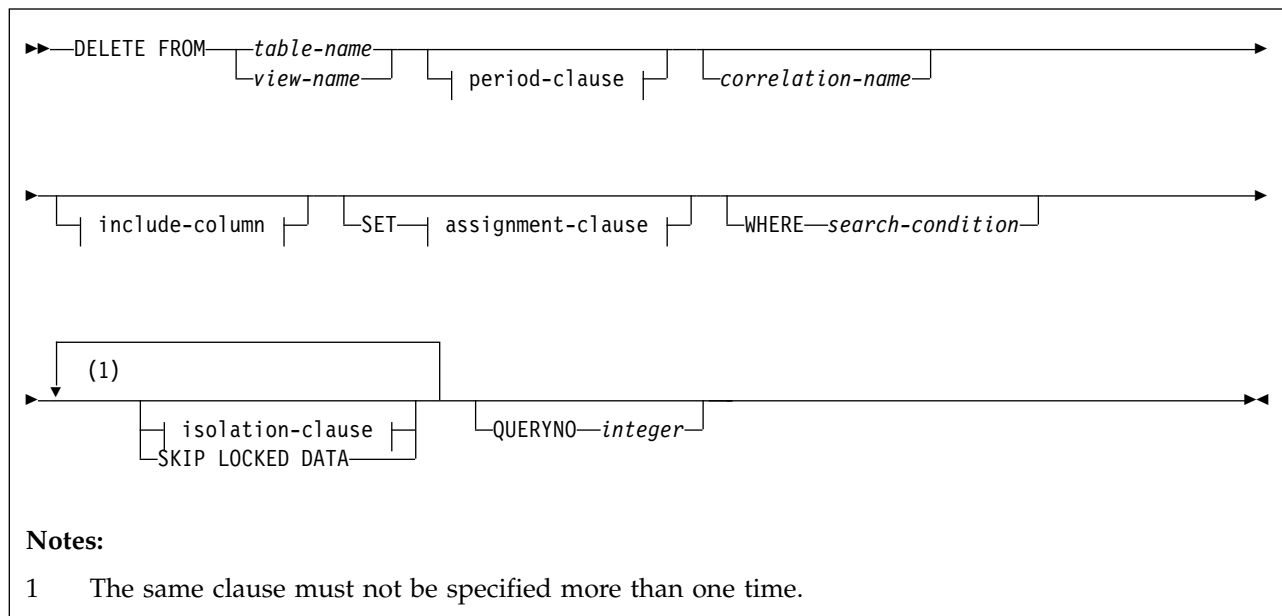 DELETE FROM table-name
view-name period-clause correlation-name
include-column SET assignment-clause WHERE search-condition
(1)
isolation-clause QUERYNO integer
SKIP LOCKED DATA
Notes:
1 The same clause must not be specified more than one time.